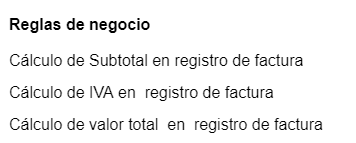 Reglas de negocio
Cálculo de Subtotal en registro de factura
Cálculo de IVA en  registro de factura
Cálculo de valor total  en  registro de factura